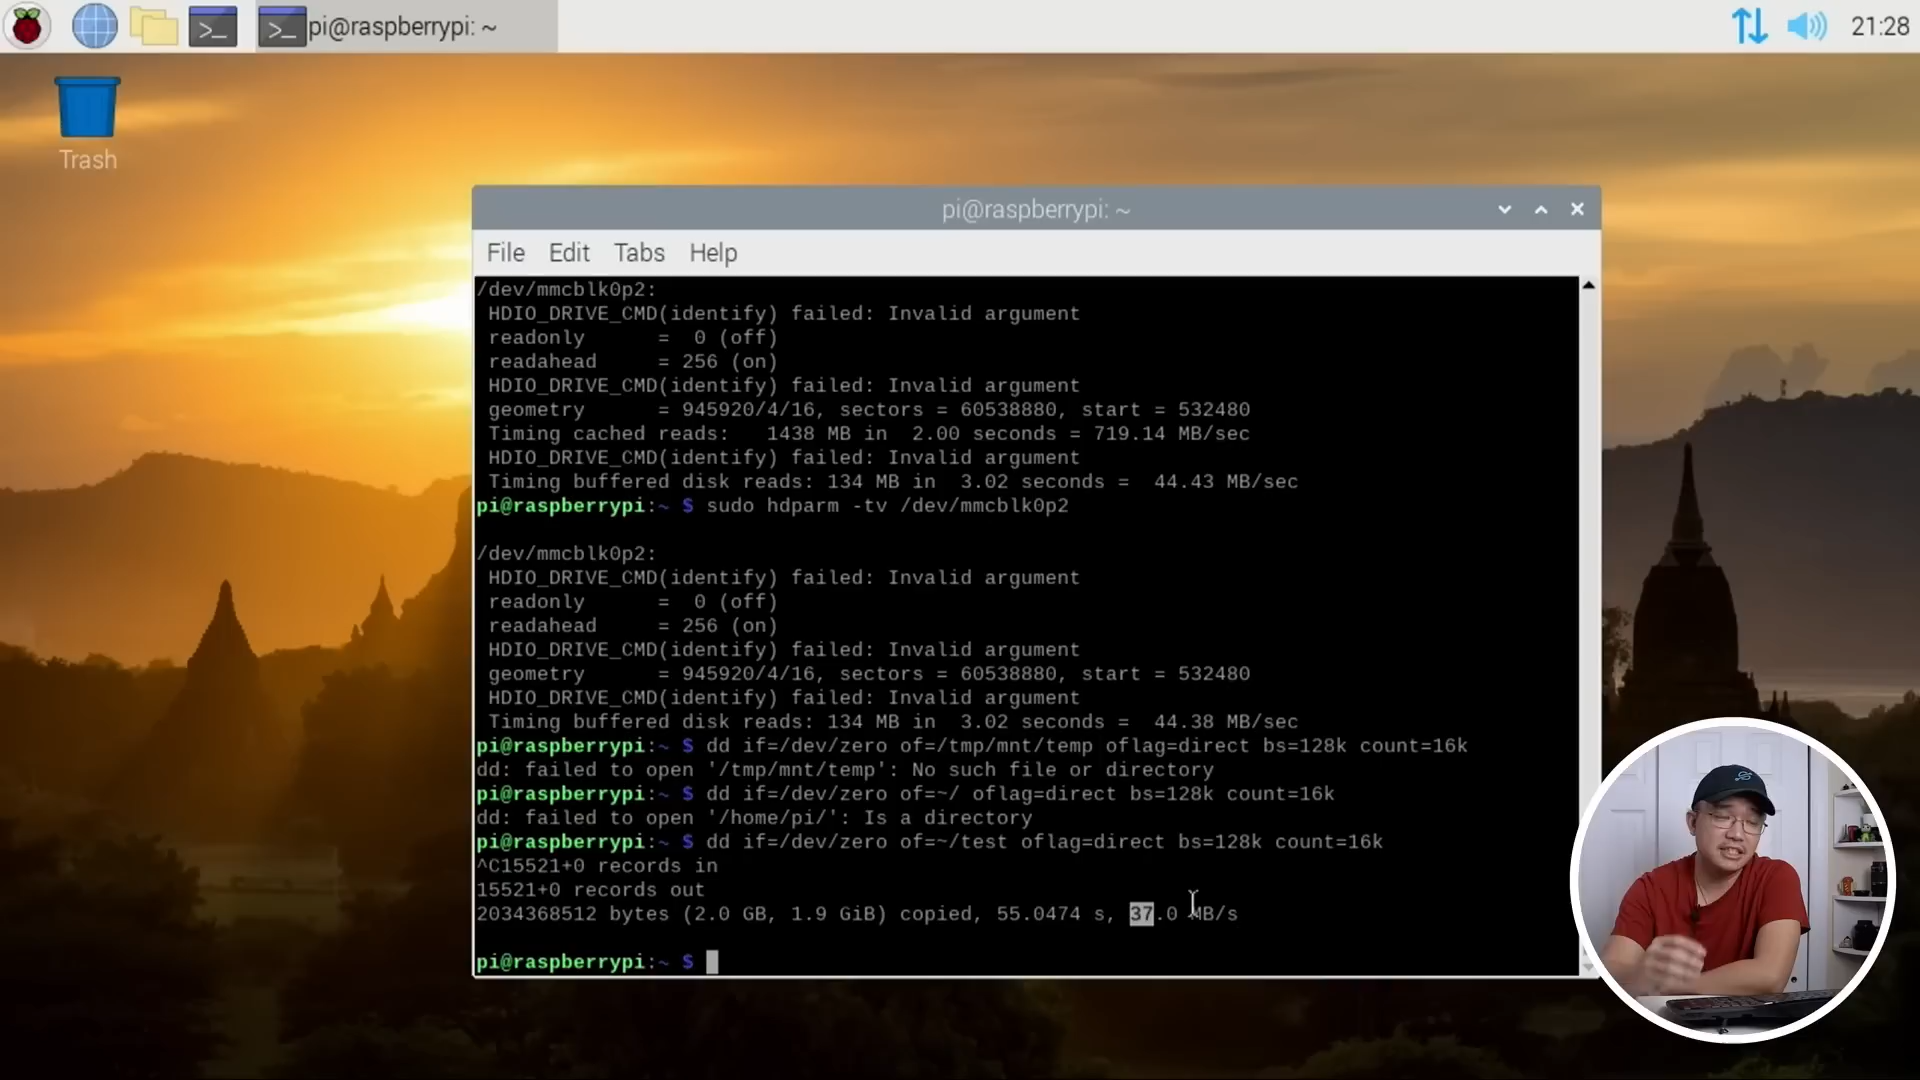 pi@raspberrypi: ~
21:28
Trash
pi@raspberrypi: ~
File Edit Tabs Help
/dev/mmcblk0p2:
HDIO_DRIVE_CMD(identify) failed: Invalid argument
readonly      =  0 (off)
readahead     = 256 (on)
HDIO_DRIVE_CMD(identify) failed: Invalid argument
geometry      = 945920/4/16, sectors = 60538880, start = 532480
Timing cached reads:   1438 MB in  2.00 seconds = 719.14 MB/sec
HDIO_DRIVE_CMD(identify) failed: Invalid argument
Timing buffered disk reads: 134 MB in  3.02 seconds =  44.43 MB/sec
pi@raspberrypi:~ $ sudo hdparm -tv /dev/mmcblk0p2
/dev/mmcblk0p2:
HDIO_DRIVE_CMD(identify) failed: Invalid argument
readonly      =  0 (off)
readahead     = 256 (on)
HDIO_DRIVE_CMD(identify) failed: Invalid argument
geometry      = 945920/4/16, sectors = 60538880, start = 532480
HDIO_DRIVE_CMD(identify) failed: Invalid argument
Timing buffered disk reads: 134 MB in  3.02 seconds =  44.38 MB/sec
pi@raspberrypi:~ $ dd if=/dev/zero of=/tmp/mnt/temp oflag=direct bs=128k count=16k
dd: failed to open '/tmp/mnt/temp': No such file or directory
pi@raspberrypi:~ $ dd if=/dev/zero of=~/ oflag=direct bs=128k count=16k
dd: failed to open '/home/pi/': Is a directory
pi@raspberrypi:~ $ dd if=/dev/zero of=~/test oflag=direct bs=128k count=16k
^C15521+0 records in
15521+0 records out
2034368512 bytes (2.0 GB, 1.9 GiB) copied, 55.0474 s, 37.0 MB/s
pi@raspberrypi:~ $